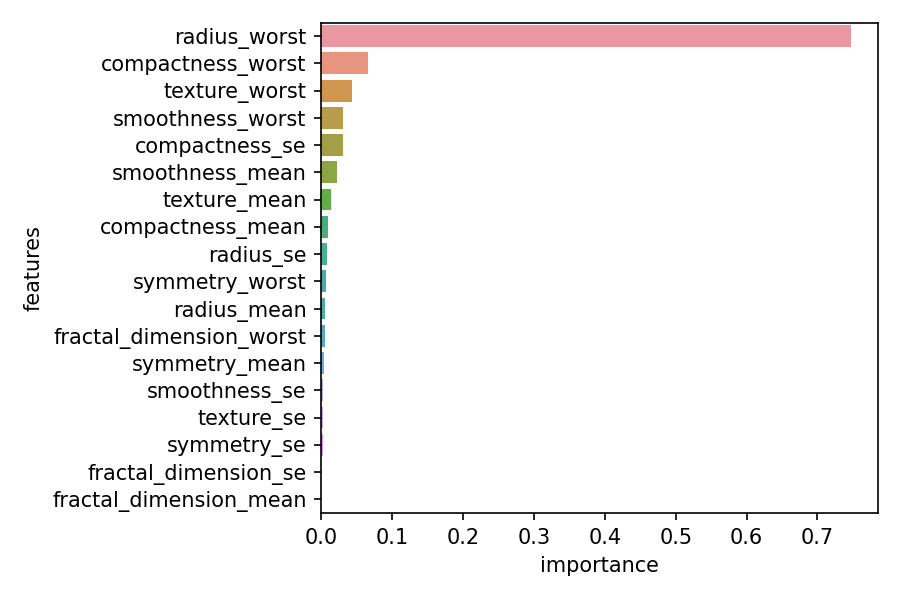 radius_worst
compactness_worst
texture_worst
smoothness_worst
compactness_se
smoothness_mean
texture_mean
compactness_mean
radius_se
symmetry_worst
radius_mean
fractal_dimension_worst
symmetry_mean
smoothness_se
texture_se
symmetry_se
fractal_dimension_se
fractal_dimension_mean
features
0.0 0.1 0.2 0.3 0.4 0.5 0.6 0.7
importance